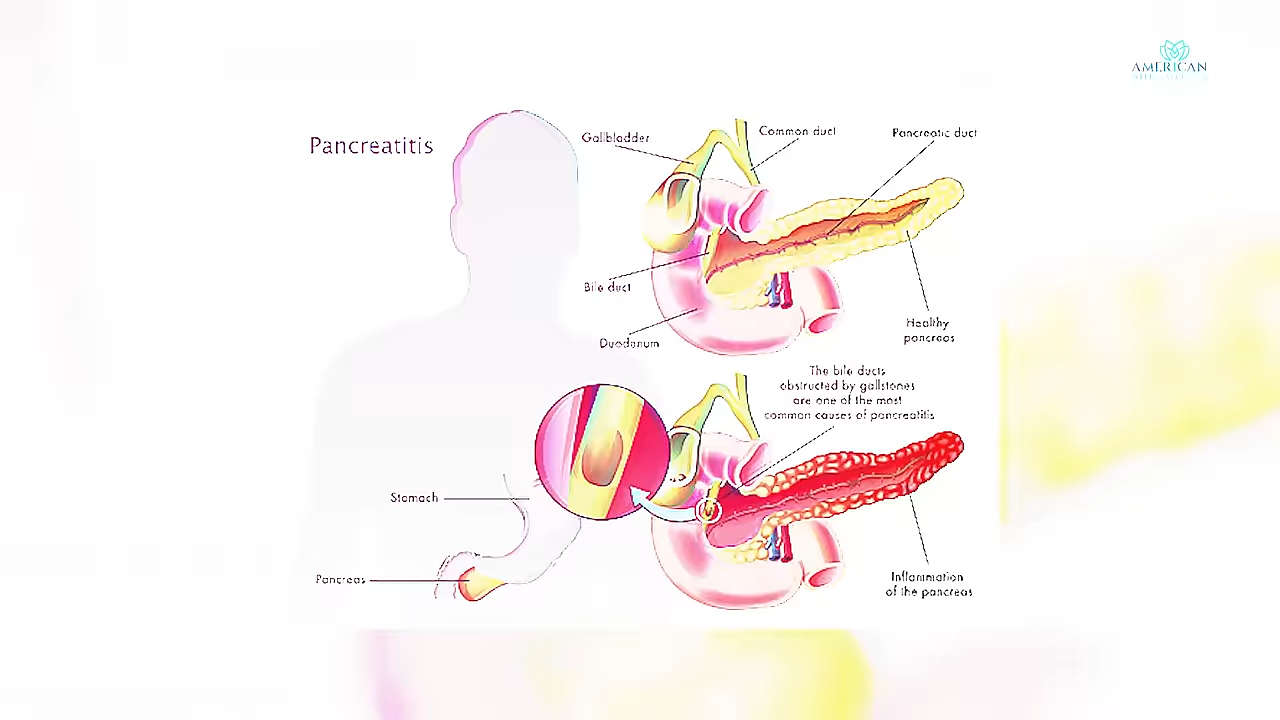 AMERICAN
Pancreatitis
Gallbladder
Common duct
Pancreatic duct
Bile duct
Duodenum
Healthy
pancreas
The bile ducts
obstructed by gallstones
are one of the most
common causes of pancreatitis
Stomach
Pancreas
Inflammation
of the pancreas